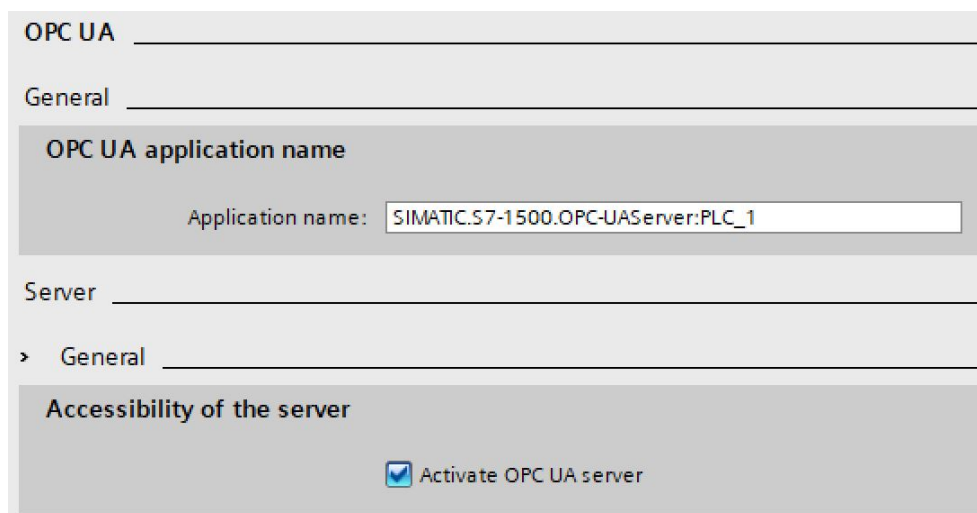 OPC UA
General
OPC UA application name
Application name: SIMATIC.S7-1500.OPC-UAServer:PLC_1
Server
General
Accessibility of the server
Activate OPC UA server